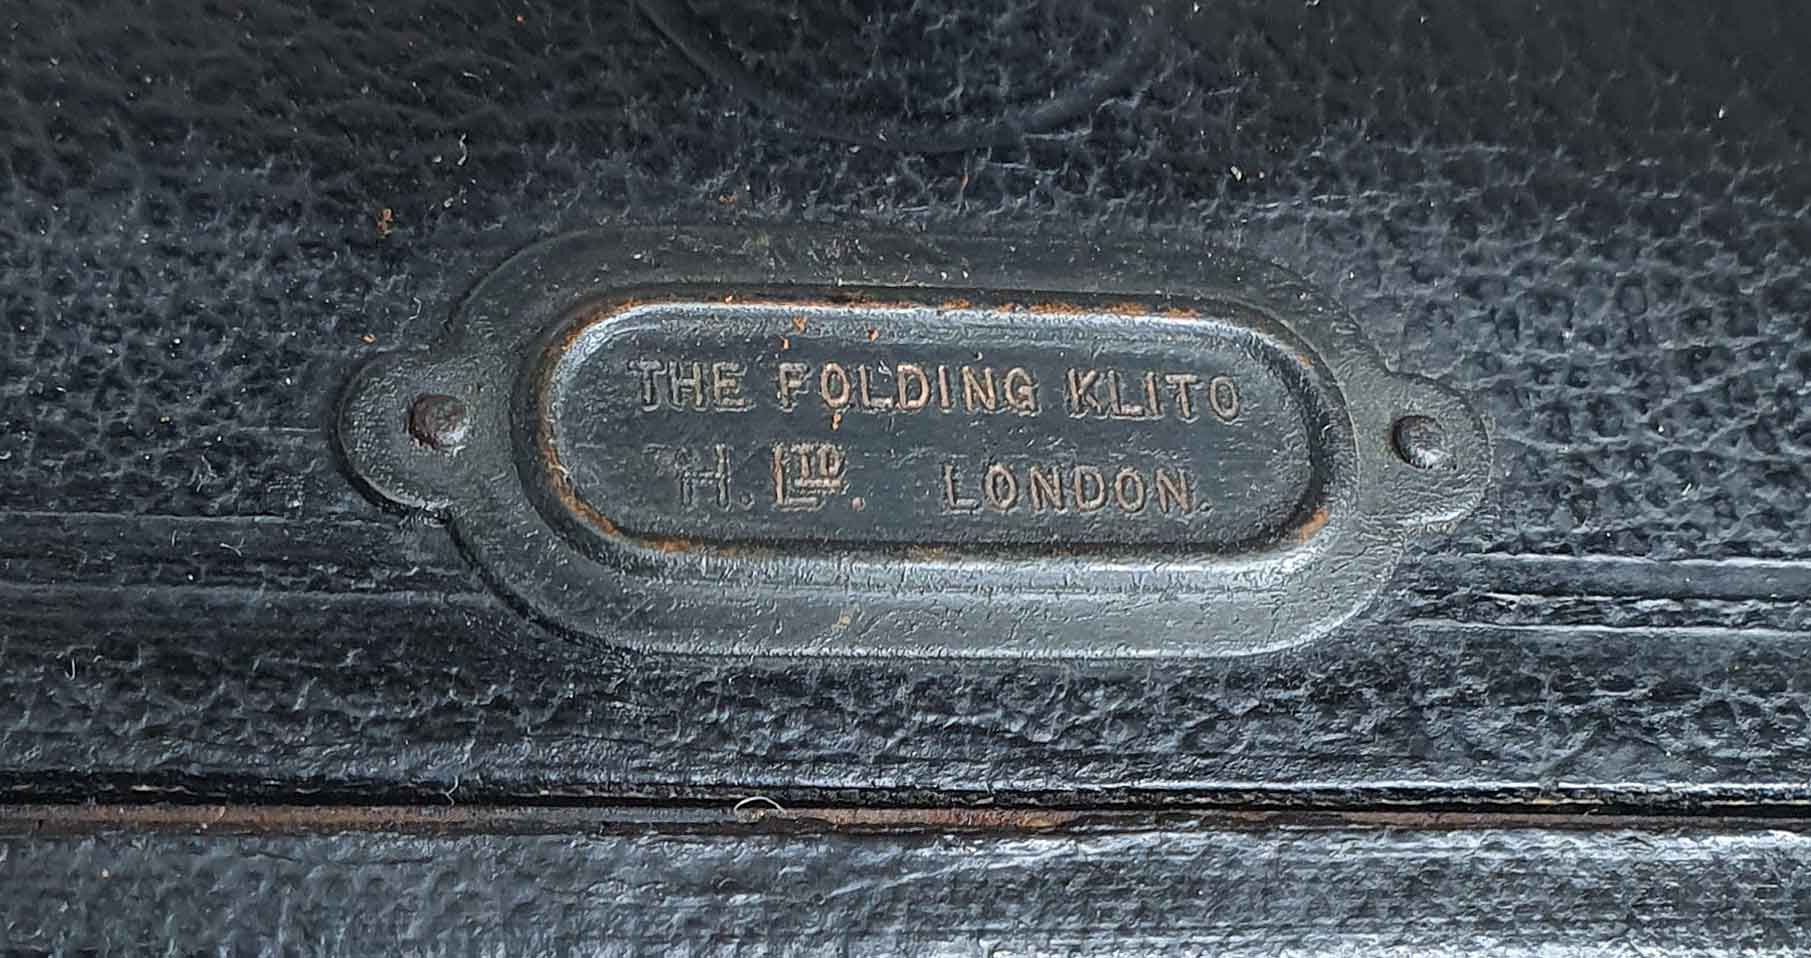 THE FOLDING KLITO
H. LTD. LONDON.